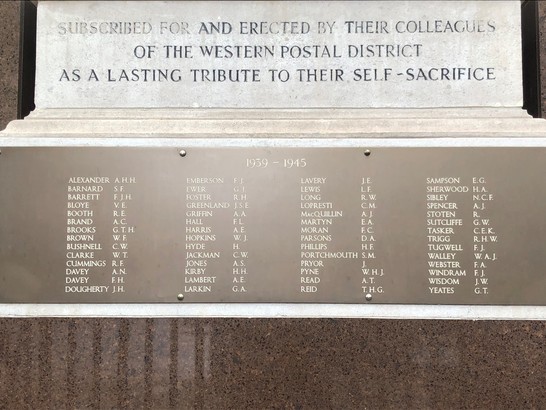 SUBSCRIBED FOR AND ERECTED BY THEIR COLLEAGUES
OF THE WESTERN POSTAL DISTRICT
AS A LASTING TRIBUTE TO THEIR SELF-SACRIFICE
1939 - 1945
ALEXANDER A.H.H.
BARNARD S.F.
BARRETT F.J.H.
BLOYE V.E.
BOOTH R.E.
BRAND A.C.
BROOKS G.T.H.
BROWN W.F.
BUSHNELL C.W.
CLARKE W.T.
CUMMINGS R.F.
DAVEY A.N.
DAVEY F.H.
DOUGHERTY J.H.
EMBERSON F.J.
EWER G.T.
FOSTER R.H.
GREENLAND F.S.E.
GRIFFIN A.A.
HALL F.L.
HARRIS A.E.
HOPKINS W.J.
HYDE H.
JACKMAN C.W.
JONES A.S.
KIRBY H.H.
LAMBERT A.E.
LARKIN G.A.
LAVERY J.E.
LEWIS L.F.
LONG R.W.
LOPRESTI C.M.
MacQUILLIN A.J.
MARTYN E.A.
MORAN F.C.
PARSONS D.A.
PHILLIPS H.F.
PORTCHMOUTH S.M.
PRYOR J.
PYNE W.H.J.
READ A.T.
REID T.H.G.
SAMPSON E.G.
SHERWOOD H.A.
SIBLEY N.C.F.
SPENCER A.J.
STOTEN R.
SUTCLIFFE G.W.
TASKER C.E.K.
TRIGG R.H.W.
TUGWELL F.J.
WALLEY W.A.J.
WEBSTER F.A.
WINDRAM F.J.
WISDOM J.W.
YEATES G.T.